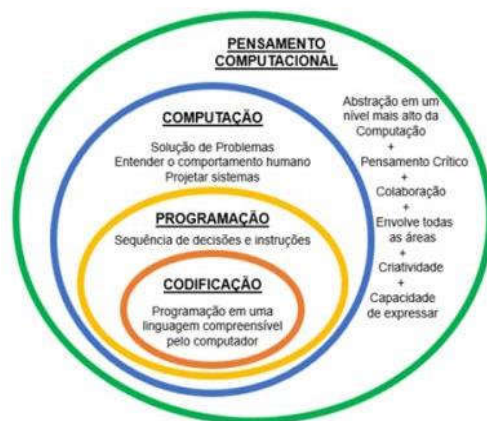 PENSAMENTO
COMPUTACIONAL
COMPUTAÇÃO
Solução de Problemas
Entender o comportamento humano
Projetar sistemas
PROGRAMAÇÃO
Sequência de decisões e instruções
CODIFICAÇÃO
Programação em uma
linguagem compreensível
pelo computador
Abstração em um
nível mais alto da
Computação
+
Pensamento Crítico
+
Colaboração
+
Envolve todas
as áreas
+
Criatividade
+
Capacidade
de expressar